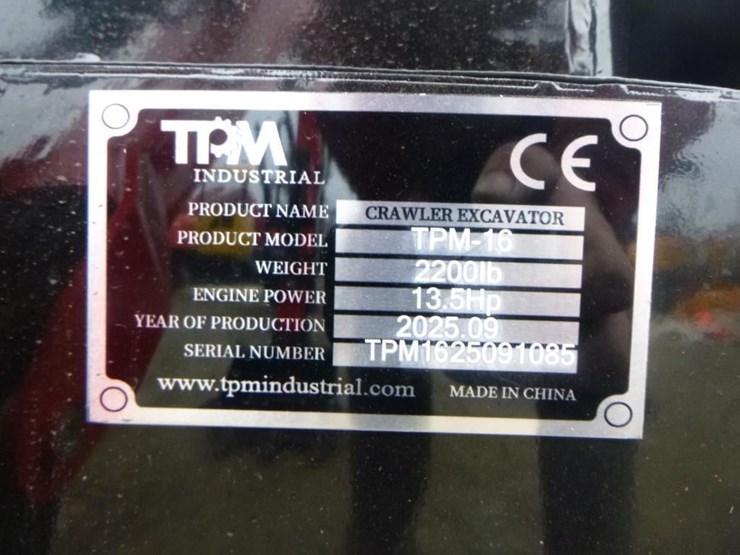 TPM
INDUSTRIAL
CE
PRODUCT NAME CRAWLER EXCAVATOR
PRODUCT MODEL TPM-16
WEIGHT 2200lb
ENGINE POWER 13.5Hp
YEAR OF PRODUCTION 2025.09
SERIAL NUMBER TPM1625091085
www.tpmindustrial.com MADE IN CHINA